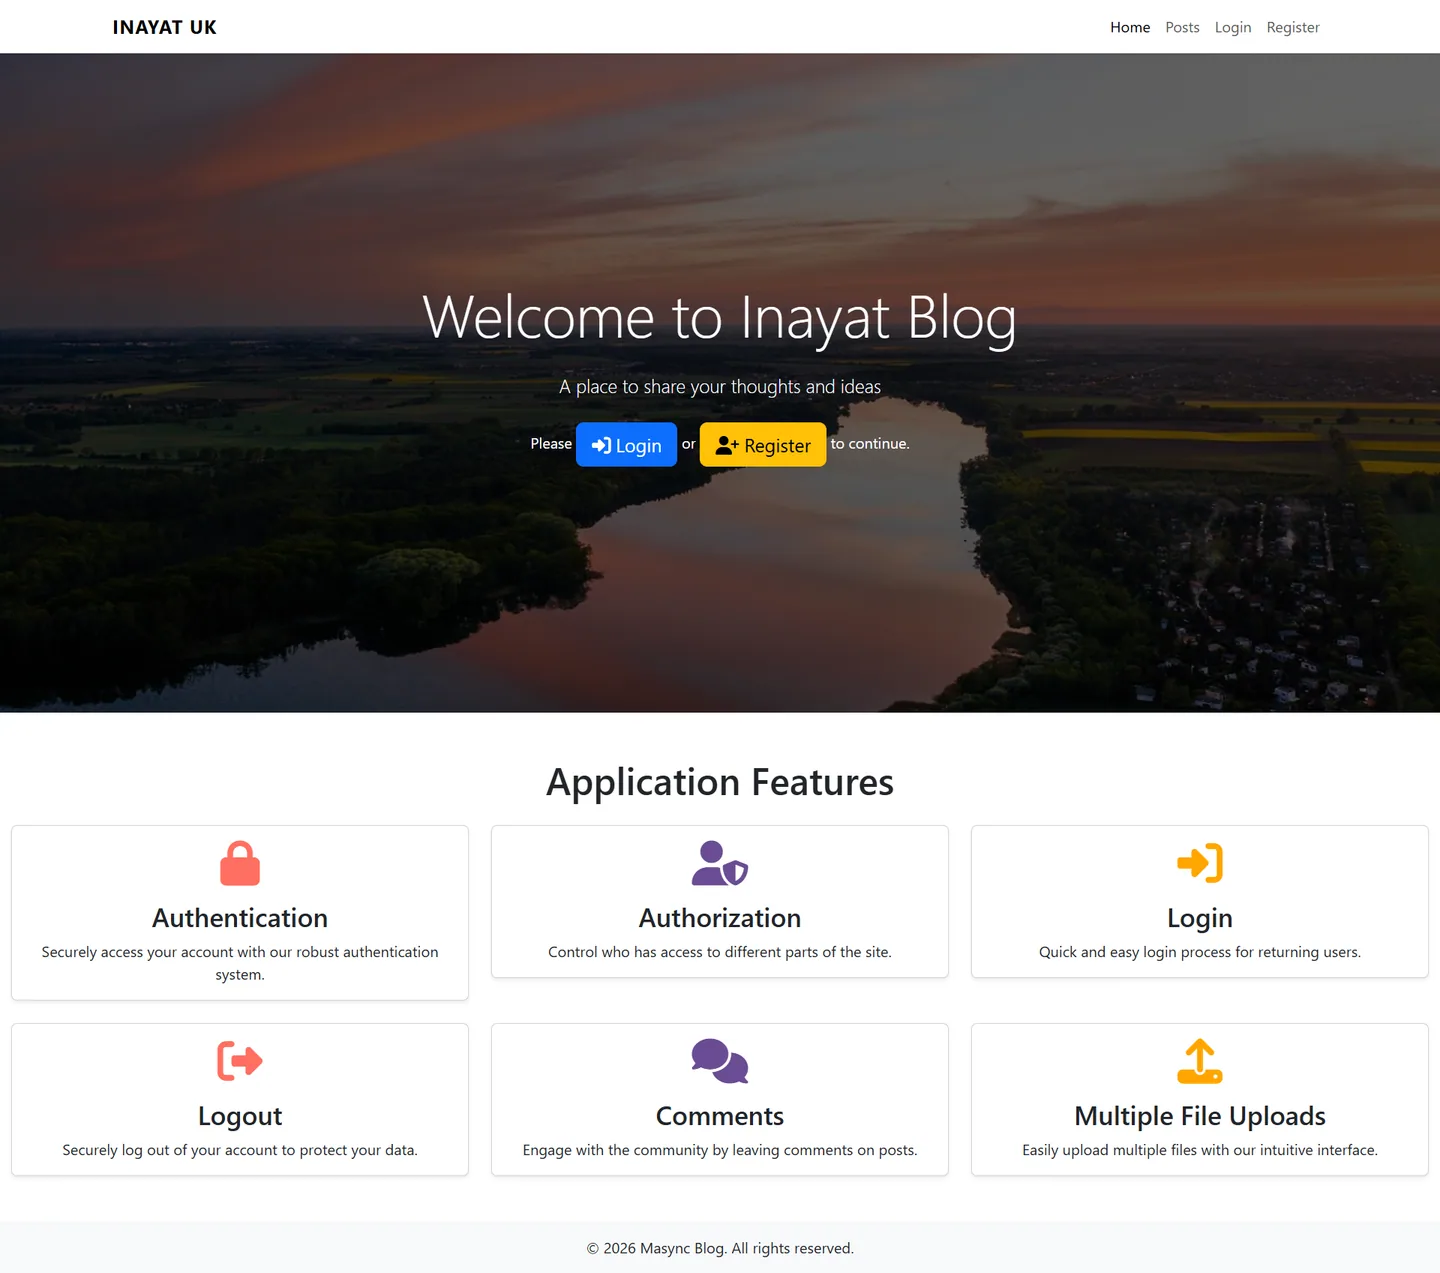 INAYAT UK
Home Posts Login Register
Welcome to Inayat Blog
A place to share your thoughts and ideas
Please Login or Register to continue.
Application Features
Authentication
Securely access your account with our robust authentication
system.
Authorization
Control who has access to different parts of the site.
Login
Quick and easy login process for returning users.
Logout
Securely log out of your account to protect your data.
Comments
Engage with the community by leaving comments on posts.
Multiple File Uploads
Easily upload multiple files with our intuitive interface.
© 2026 Masync Blog. All rights reserved.